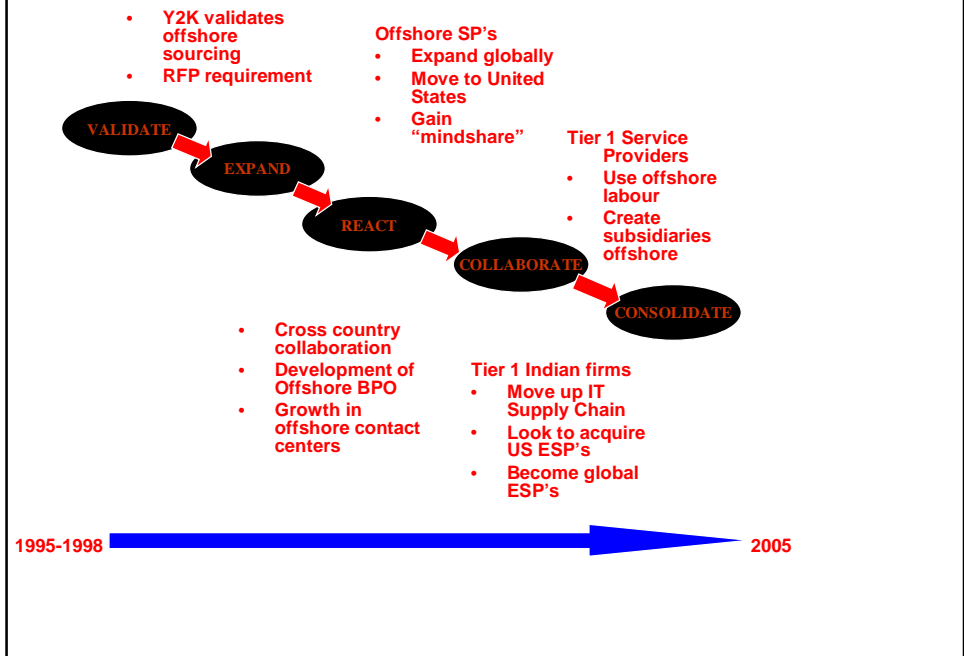 • Y2K validates
offshore
sourcing
• RFP requirement
Offshore SP's
• Expand globally
• Move to United
States
• Gain
“mindshare”
Tier 1 Service
Providers
• Use offshore
labour
• Create
subsidiaries
offshore
VALIDATE
EXPAND
REACT
COLLABORATE
CONSOLIDATE
• Cross country
collaboration
• Development of
Offshore BPO
• Growth in
offshore contact
centers
Tier 1 Indian firms
• Move up IT
Supply Chain
• Look to acquire
US ESP's
• Become global
ESP's
1995-1998
2005